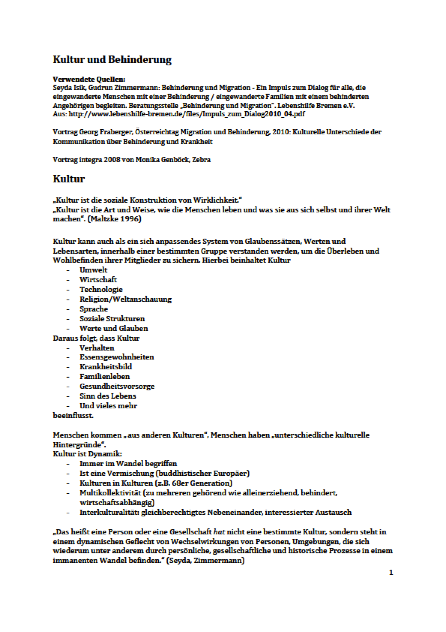 Kultur und Behinderung
Verwendete Quellen:
Seyda Isik, Gudrun Zimmermann: Behinderung und Migration - Ein Impuls zum Dialog für alle, die
eingewanderte Menschen mit einer Behinderung / eingewanderte Familien mit einem behinderten
Angehörigen begleiten. Beratungsstelle „Behinderung und Migration“, Lebenshilfe Bremen e.V.
Aus: http://www.lebenshilfe-bremen.de/files/Impuls_zum_Dialog2010_04.pdf
Vortrag Georg Fraberger, Österreichtag Migration und Behinderung, 2010: Kulturelle Unterschiede der
Kommunikation über Behinderung und Krankheit
Vortrag integra 2008 von Monika Genböck, Zebra
Kultur
„Kultur ist die soziale Konstruktion von Wirklichkeit.“
„Kultur ist die Art und Weise, wie die Menschen leben und was sie aus sich selbst und ihrer Welt
machen“. (Maltzke 1996)
Kultur kann auch als ein sich anpassendes System von Glaubenssätzen, Werten und
Lebensarten, innerhalb einer bestimmten Gruppe verstanden werden, um die Überleben und
Wohlbefinden ihrer Mitglieder zu sichern. Hierbei beinhaltet Kultur
- Umwelt
- Wirtschaft
- Technologie
- Religion/Weltanschauung
- Sprache
- Soziale Strukturen
- Werte und Glauben
Daraus folgt, dass Kultur
- Verhalten
- Essensgewohnheiten
- Krankheitsbild
- Familienleben
- Gesundheitsvorsorge
- Sinn des Lebens
- Und vieles mehr
beeinflusst.
Menschen kommen „aus anderen Kulturen“, Menschen haben „unterschiedliche kulturelle
Hintergründe“.
Kultur ist Dynamik:
- Immer im Wandel begriffen
- Ist eine Vermischung (buddhistischer Europäer)
- Kulturen in Kulturen (z.B. 68er Generation)
- Multikollektivität (zu mehreren gehörend wie alleinerziehend, behindert,
wirtschaftsabhängig)
- Interkulturalität: gleichberechtigtes Nebeneinander, interessierter Austausch
„Das heißt eine Person oder eine Gesellschaft hat nicht eine bestimmte Kultur, sondern steht in
einem dynamischen Geflecht von Wechselwirkungen von Personen, Umgebungen, die sich
wiederum unter anderem durch persönliche, gesellschaftliche und historische Prozesse in einem
immanenten Wandel befinden.“ (Seyda, Zimmermann)
1